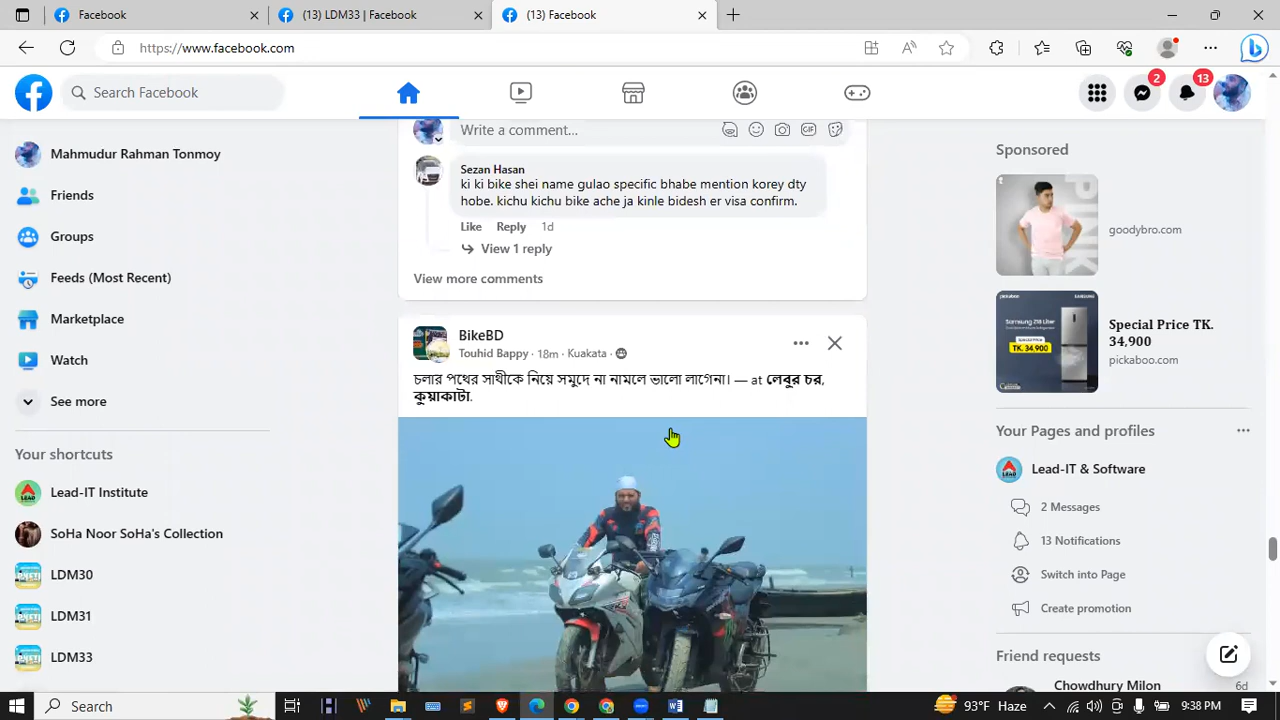 Facebook
(13) LDM33 | Facebook
(13) Facebook
https://www.facebook.com
Search Facebook
2
13
Mahmudur Rahman Tonmoy
Friends
Groups
Feeds (Most Recent)
Marketplace
Watch
See more
Your shortcuts
Lead-IT Institute
SoHa Noor SoHa's Collection
LDM30
LDM31
LDM33
Write a comment...
GIF
Sezan Hasan
ki ki bike shei name gulao specific bhabe mention korey dty
hobe. kichu kichu bike ache ja kinle bidesh er visa confirm.
Like Reply 1d
View 1 reply
View more comments
BikeBD
Touhid Bappy · 18m · Kuakata ·
চলার পথের সাথীকে নিয়ে সমুদে না নামলে ভালো লাগেনা। — at লেবুর চর,
কুয়াকাটা.
Sponsored
goodybro.com
pickaboo SAMSUNG
Samsung 218 Liter
TK. 34,900
Special Price TK.
34,900
pickaboo.com
Your Pages and profiles
Lead-IT & Software
2 Messages
13 Notifications
Switch into Page
Create promotion
Friend requests
Chowdhury Milon
6d
Search
93°F Haze
9:38 PM